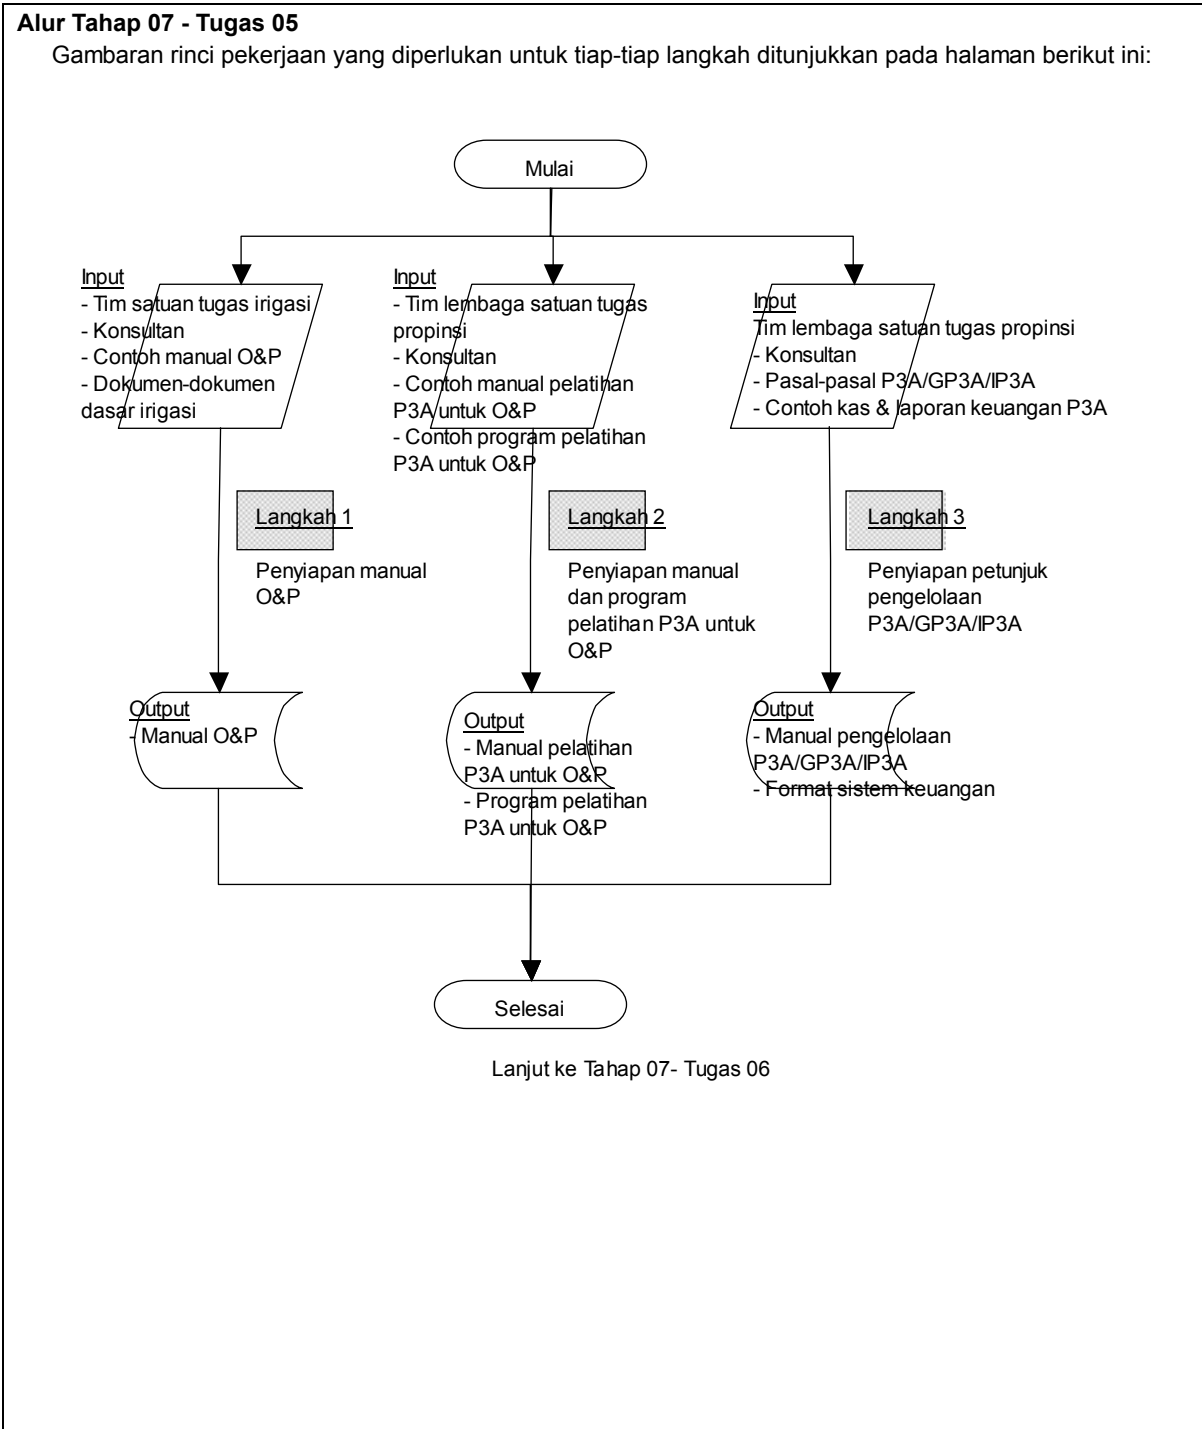 Alur Tahap 07 - Tugas 05
Gambaran rinci pekerjaan yang diperlukan untuk tiap-tiap langkah ditunjukkan pada halaman berikut ini:
Mulai
Input
- Tim satuan tugas irigasi
- Konsultan
- Contoh manual O&P
- Dokumen-dokumen
dasar irigasi
Input
- Tim lembaga satuan tugas
propinsi
- Konsultan
- Contoh manual pelatihan
P3A untuk O&P
- Contoh program pelatihan
P3A untuk O&P
Input
Tim lembaga satuan tugas propinsi
- Konsultan
- Pasal-pasal P3A/GP3A/IP3A
- Contoh kas & laporan keuangan P3A
Langkah 1
Penyiapan manual
O&P
Langkah 2
Penyiapan manual
dan program
pelatihan P3A untuk
O&P
Langkah 3
Penyiapan petunjuk
pengelolaan
P3A/GP3A/IP3A
Output
- Manual O&P
Output
- Manual pelatihan
P3A untuk O&P
- Program pelatihan
P3A untuk O&P
Output
- Manual pengelolaan
P3A/GP3A/IP3A
- Format sistem keuangan
Selesai
Lanjut ke Tahap 07- Tugas 06